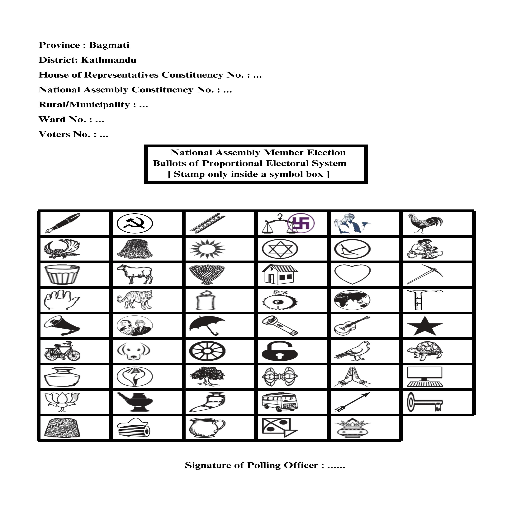 Province : Bagmati
District: Kathmandu
House of Representatives Constituency No. : ...
National Assembly Constituency No. : ...
Rural/Municipality : ...
Ward No. : ...
Voters No. : ...
National Assembly Member Election
Ballots of Proportional Electoral System
[ Stamp only inside a symbol box ]
Signature of Polling Officer : ......